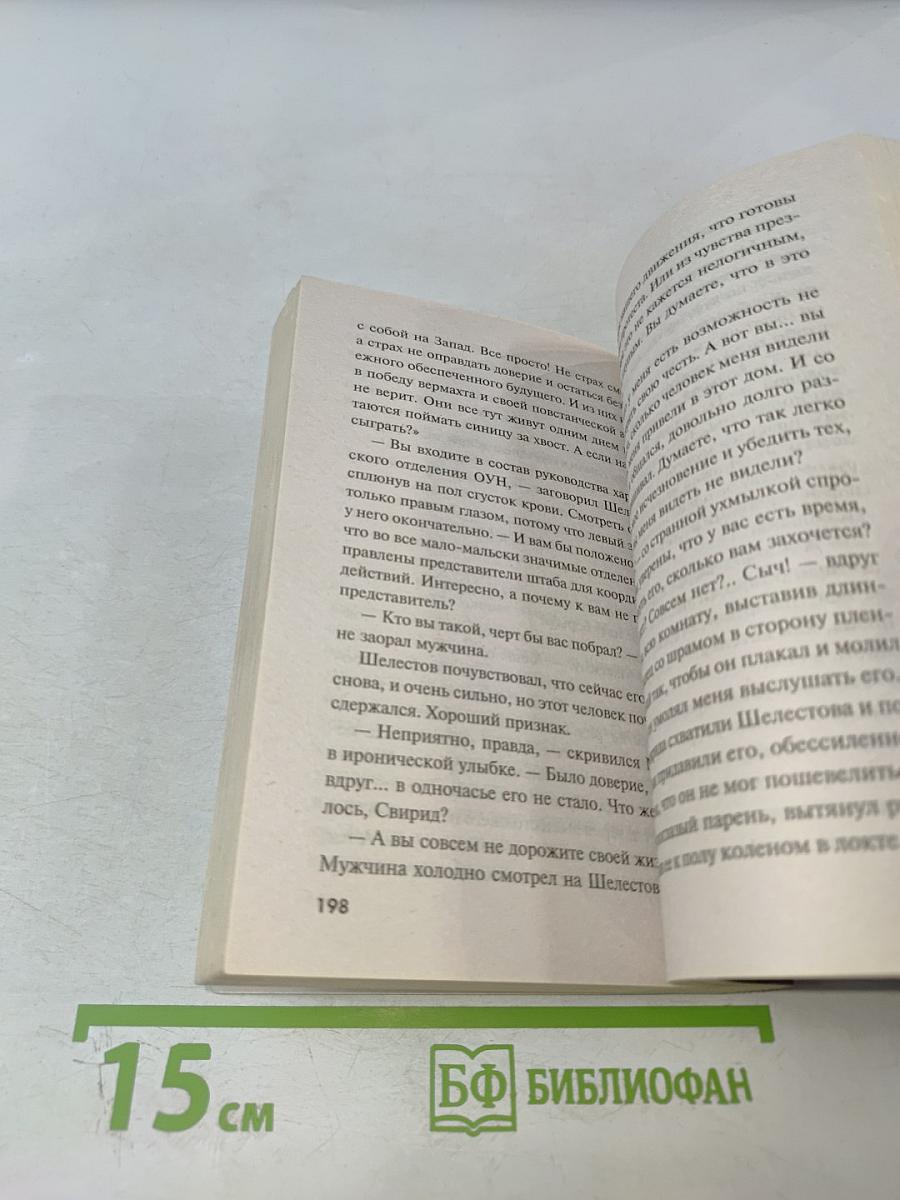 с собой на Запад. Все просто! Не страх
а страх не оправдать доверие и остаться без
ежного обеспеченного будущего. И из них
в победу вермахта и своей повстанческой
не верит. Они все тут живут одним днем
таются поймать синицу за хвост. А если
сыграть?»
— Вы входите в состав руководства
ского отделения ОУН, — заговорил
сплюнув на пол сгусток крови. Смотреть
только правым глазом, потому что левый
у него окончательно. — И вам бы положено
что во все мало-мальски значимые
правлены представители штаба для
действий. Интересно, а почему к вам не
представитель?
— Кто вы такой, черт бы вас побрал? —
не заорал мужчина.
Шелестов почувствовал, что сейчас его
снова, и очень сильно, но этот человек
сдержался. Хороший признак.
— Неприятно, правда, — скривился
в иронической улыбке. — Было доверие,
вдруг... в одночасье его не стало. Что
лось, Свирид?
— А вы совсем не дорожите своей
Мужчина холодно смотрел на
198
движения, что готовы
Или из чувства през-
не кажется нелогичным,
Вы думаете, что в это
меня есть возможность не
свою честь. А вот вы... вы
сколько человек меня видели
привели в этот дом. И со
довольно долго раз-
Думаете, что так легко
исчезновение и убедить тех,
меня видеть не видели?
со странной ухмылкой спро-
что у вас есть время,
его, сколько вам захочется?
Совсем нет?.. Сыч! — вдруг
комнату, выставив длин-
со шрамом в сторону плен-
так, чтобы он плакал и молил
умолял меня выслушать его.
схватили Шелестова и
придавили его,
что он не мог
парень, вытянул
к полу коленом в локте.
15 см
БФ БИБЛИОФАН